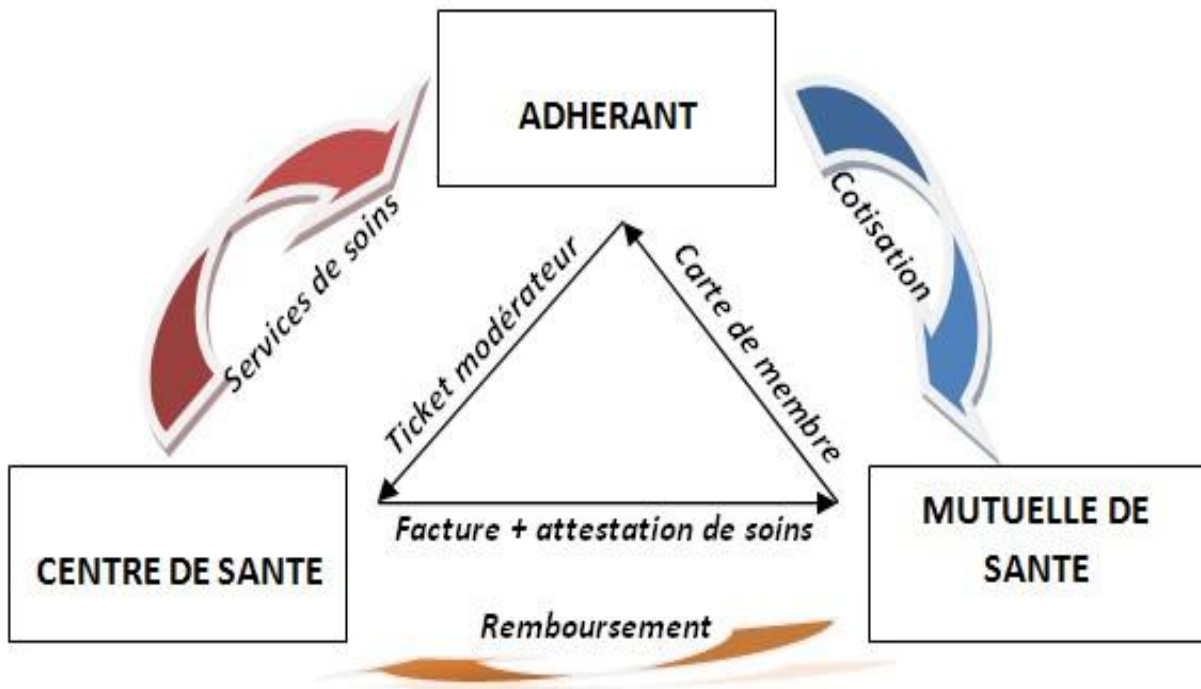 ADHERANT
Services de soins
Cotisation
Ticket modérateur
Carte de membre
CENTRE DE SANTE
Facture + attestation de soins
MUTUELLE DE
SANTE
Remboursement